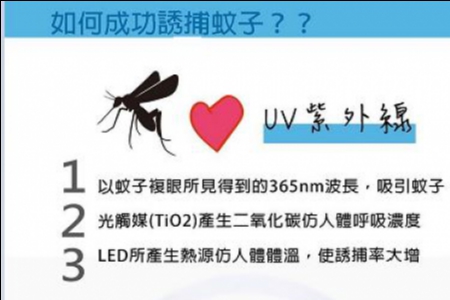 如何成功誘捕蚊子？？
UV 紫外線
1 以蚊子複眼所見得到的365nm波長，吸引蚊子
2 光觸媒(TiO2)產生二氧化碳仿人體呼吸濃度
3 LED所產生熱源仿人體體溫，使誘捕率大增